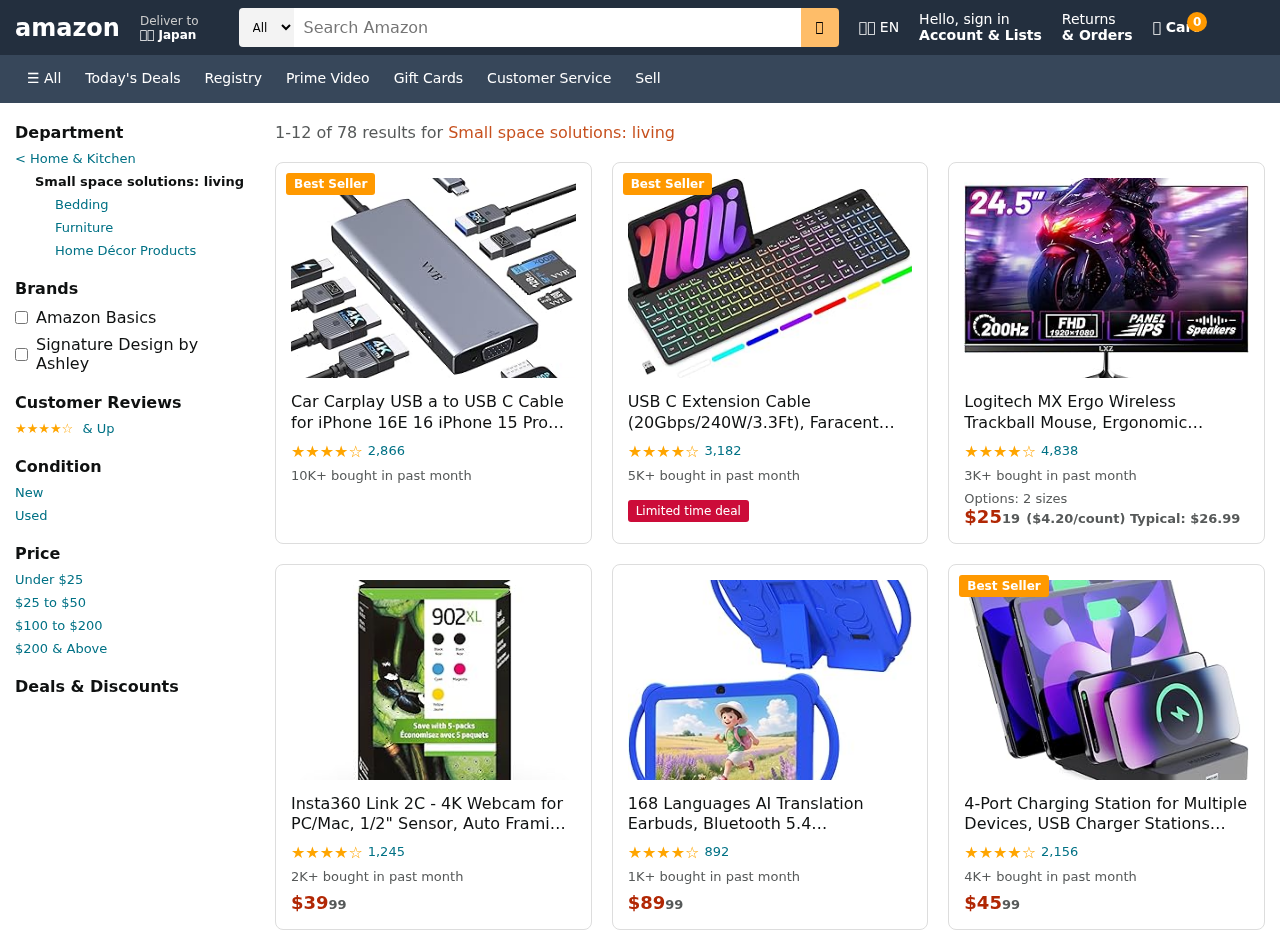 amazon
Deliver to
Japan
All
Search Amazon
EN
Hello, sign in
Account & Lists
Returns
& Orders
0
☰ All
Today's Deals
Registry
Prime Video
Gift Cards
Customer Service
Sell
Department
< Home & Kitchen
Small space solutions: living
Bedding
Furniture
Home Décor Products
Brands
Amazon Basics
Signature Design by
Ashley
Customer Reviews
★★★★☆ & Up
Condition
New
Used
Price
Under $25
$25 to $50
$100 to $200
$200 & Above
Deals & Discounts
1-12 of 78 results for Small space solutions: living
Best Seller
VVB
4K
4K
Car Carplay USB a to USB C Cable
for iPhone 16E 16 iPhone 15 Pro…
★★★★☆ 2,866
10K+ bought in past month
Best Seller
mini
USB C Extension Cable
(20Gbps/240W/3.3Ft), Faracent…
★★★★☆ 3,182
5K+ bought in past month
Limited time deal
24.5"
200Hz
FHD
1920×1080
PANEL
IPS
Speakers
LXZ
Logitech MX Ergo Wireless
Trackball Mouse, Ergonomic…
★★★★☆ 4,838
3K+ bought in past month
Options: 2 sizes
$2519 ($4.20/count) Typical: $26.99
902XL
Save with 5-packs
Économisez avec 5 paquets
Insta360 Link 2C - 4K Webcam for
PC/Mac, 1/2" Sensor, Auto Frami…
★★★★☆ 1,245
2K+ bought in past month
$3999
168 Languages AI Translation
Earbuds, Bluetooth 5.4…
★★★★☆ 892
1K+ bought in past month
$8999
Best Seller
4-Port Charging Station for Multiple
Devices, USB Charger Stations…
★★★★☆ 2,156
4K+ bought in past month
$4599